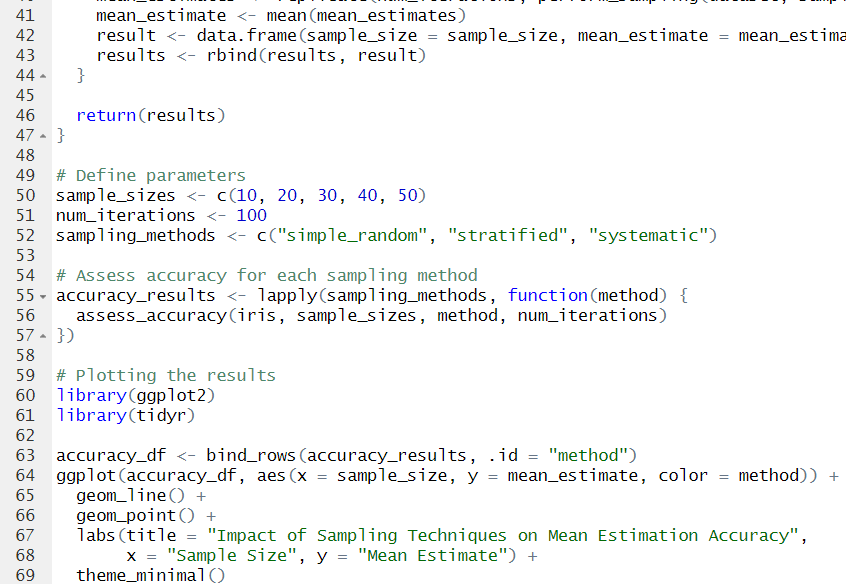 41 mean_estimate <- mean(mean_estimates)
42 result <- data.frame(sample_size = sample_size, mean_estimate = mean_estima
43 results <- rbind(results, result)
44 }
45
46 return(results)
47 }
48
49 # Define parameters
50 sample_sizes <- c(10, 20, 30, 40, 50)
51 num_iterations <- 100
52 sampling_methods <- c("simple_random", "stratified", "systematic")
53
54 # Assess accuracy for each sampling method
55 accuracy_results <- lapply(sampling_methods, function(method) {
56 assess_accuracy(iris, sample_sizes, method, num_iterations)
57 })
58
59 # Plotting the results
60 library(ggplot2)
61 library(tidyr)
62
63 accuracy_df <- bind_rows(accuracy_results, .id = "method")
64 ggplot(accuracy_df, aes(x = sample_size, y = mean_estimate, color = method)) +
65 geom_line() +
66 geom_point() +
67 labs(title = "Impact of Sampling Techniques on Mean Estimation Accuracy",
68 x = "Sample Size", y = "Mean Estimate") +
69 theme_minimal()